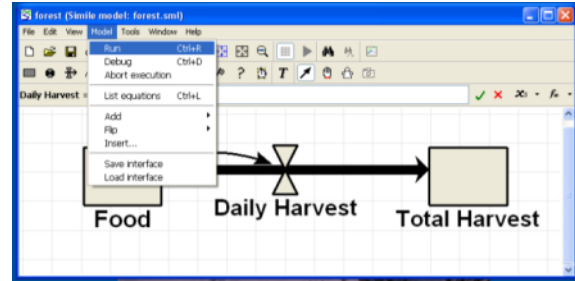 forest (Simile model: forest.sml)
File Edit View Model Tools Window Help
Run Ctrl+R
Debug Ctrl+D
Abort execution
Daily Harvest =
List equations Ctrl+L
Add
Flip
Insert...
Save interface
Load interface
Food
Daily Harvest
Total Harvest